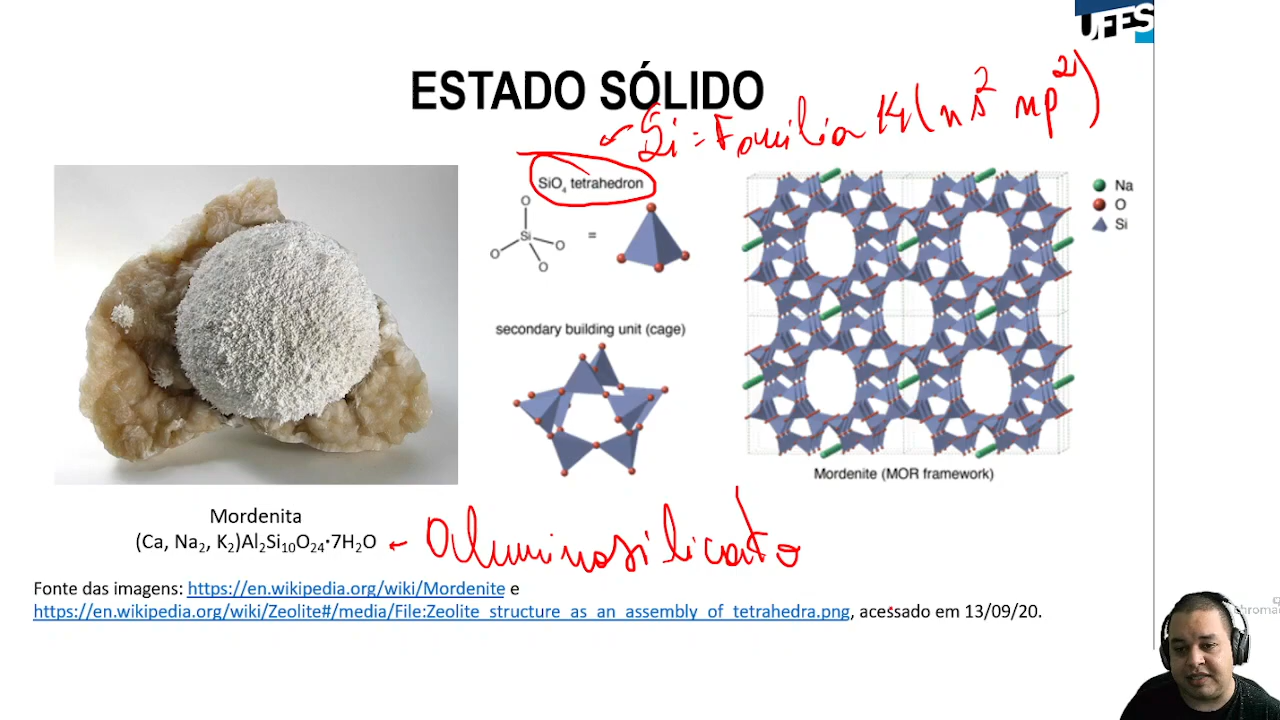 UFES
ESTADO SÓLIDO
Si = Família 14 (ns² np²)
SiO₄ tetrahedron
O
Si
O
O
O
=
Na
O
Si
secondary building unit (cage)
Mordenite (MOR framework)
Mordenita
(Ca, Na₂, K₂)Al₂Si₁₀O₂₄·7H₂O ← Aluminosilicato
Fonte das imagens: https://en.wikipedia.org/wiki/Mordenite e
https://en.wikipedia.org/wiki/Zeolite#/media/File:Zeolite_structure_as_an_assembly_of_tetrahedra.png, acessado em 13/09/20.